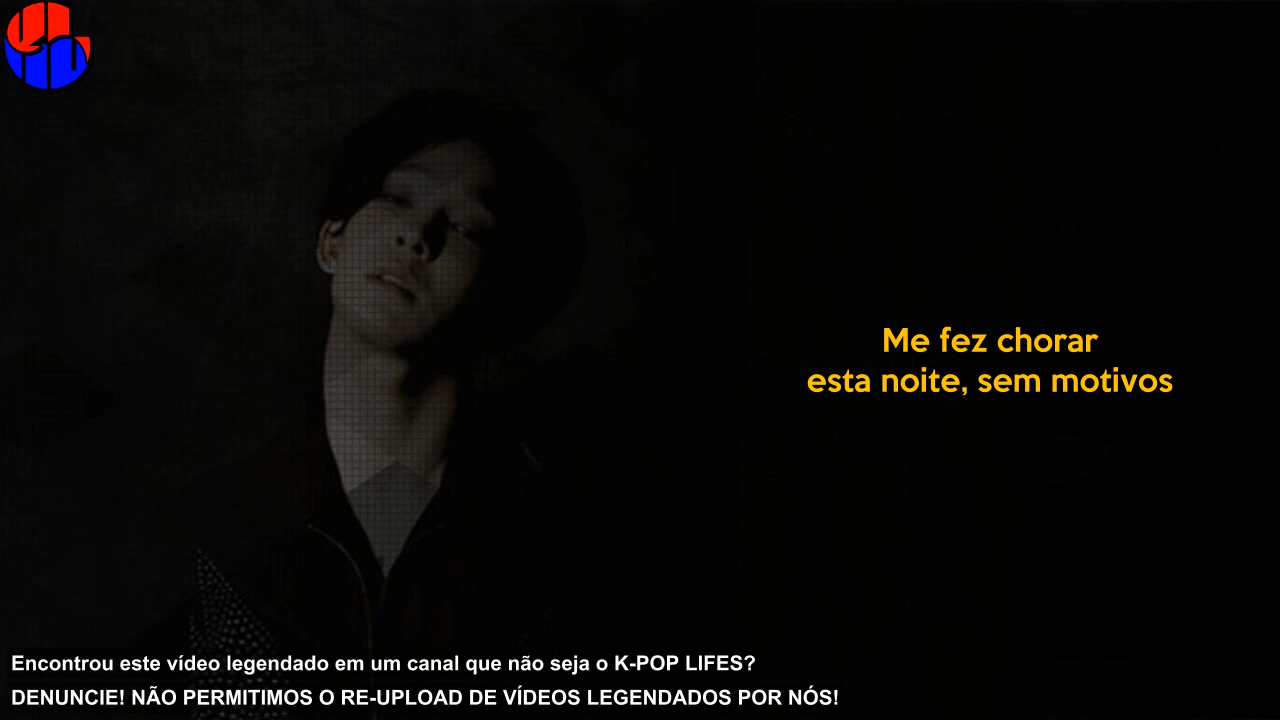 Me fez chorar
esta noite, sem motivos
Encontrou este vídeo legendado em um canal que não seja o K-POP LIFES?
DENUNCIE! NÃO PERMITIMOS O RE-UPLOAD DE VÍDEOS LEGENDADOS POR NÓS!